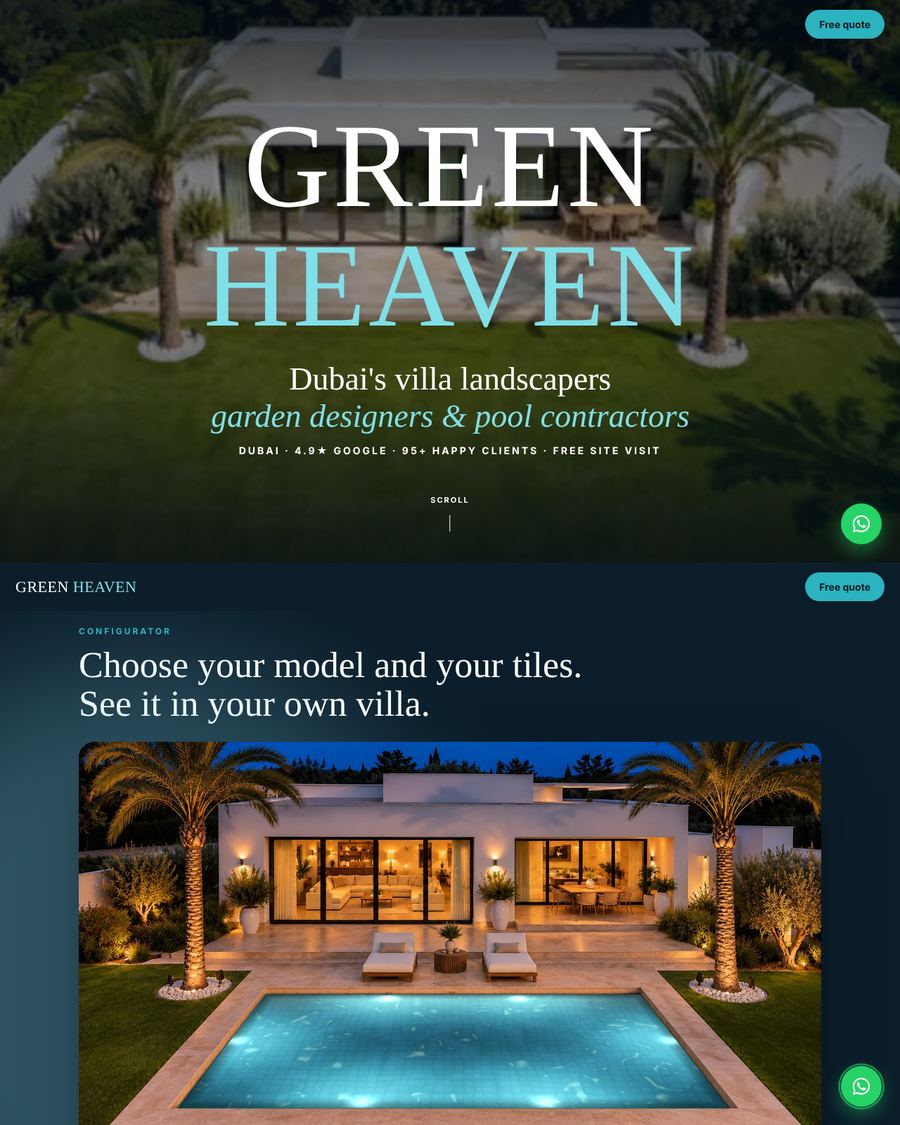 Free quote
GREEN
HEAVEN
Dubai's villa landscapers
garden designers & pool contractors
DUBAI · 4.9★ GOOGLE · 95+ HAPPY CLIENTS · FREE SITE VISIT
SCROLL
GREEN HEAVEN
Free quote
CONFIGURATOR
Choose your model and your tiles.
See it in your own villa.